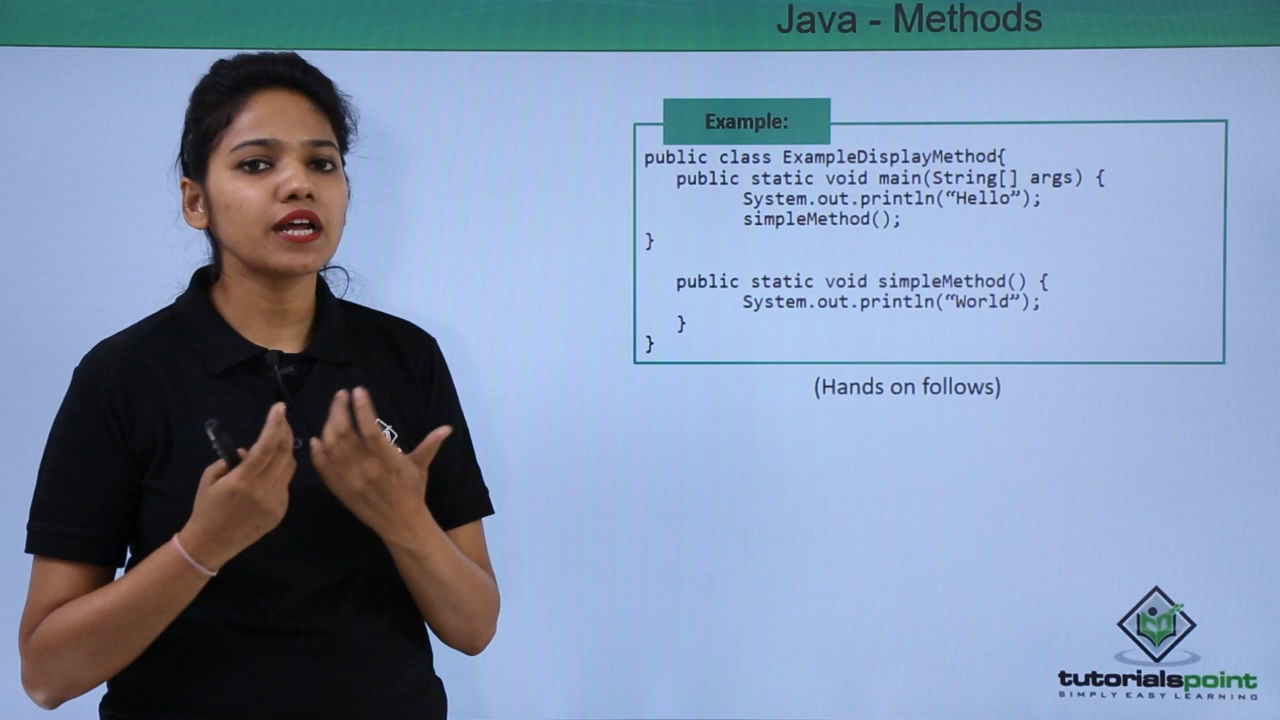 Java - Methods
Example:
public class ExampleDisplayMethod{
public static void main(String[] args) {
System.out.println(“Hello”);
simpleMethod();
}
public static void simpleMethod() {
System.out.println(“World”);
}
}
(Hands on follows)
tutorialspoint
SIMPLY EASY LEARNING